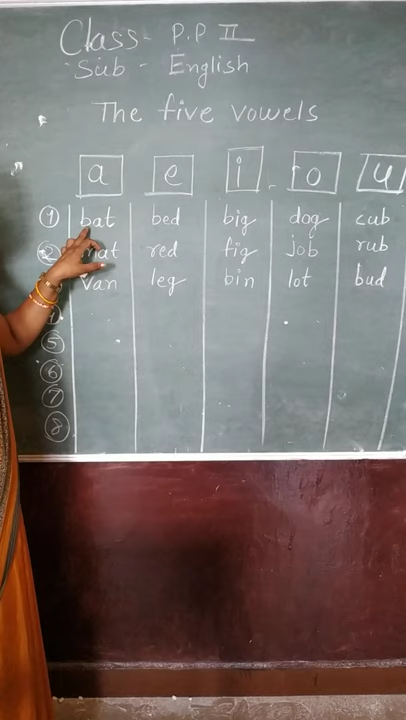 Class - P.P II
Sub - English
The five vowels
a e i o u
1 bat bed big dog cub
2 red fig job rub
van leg bin lot bud
5
6
7
8